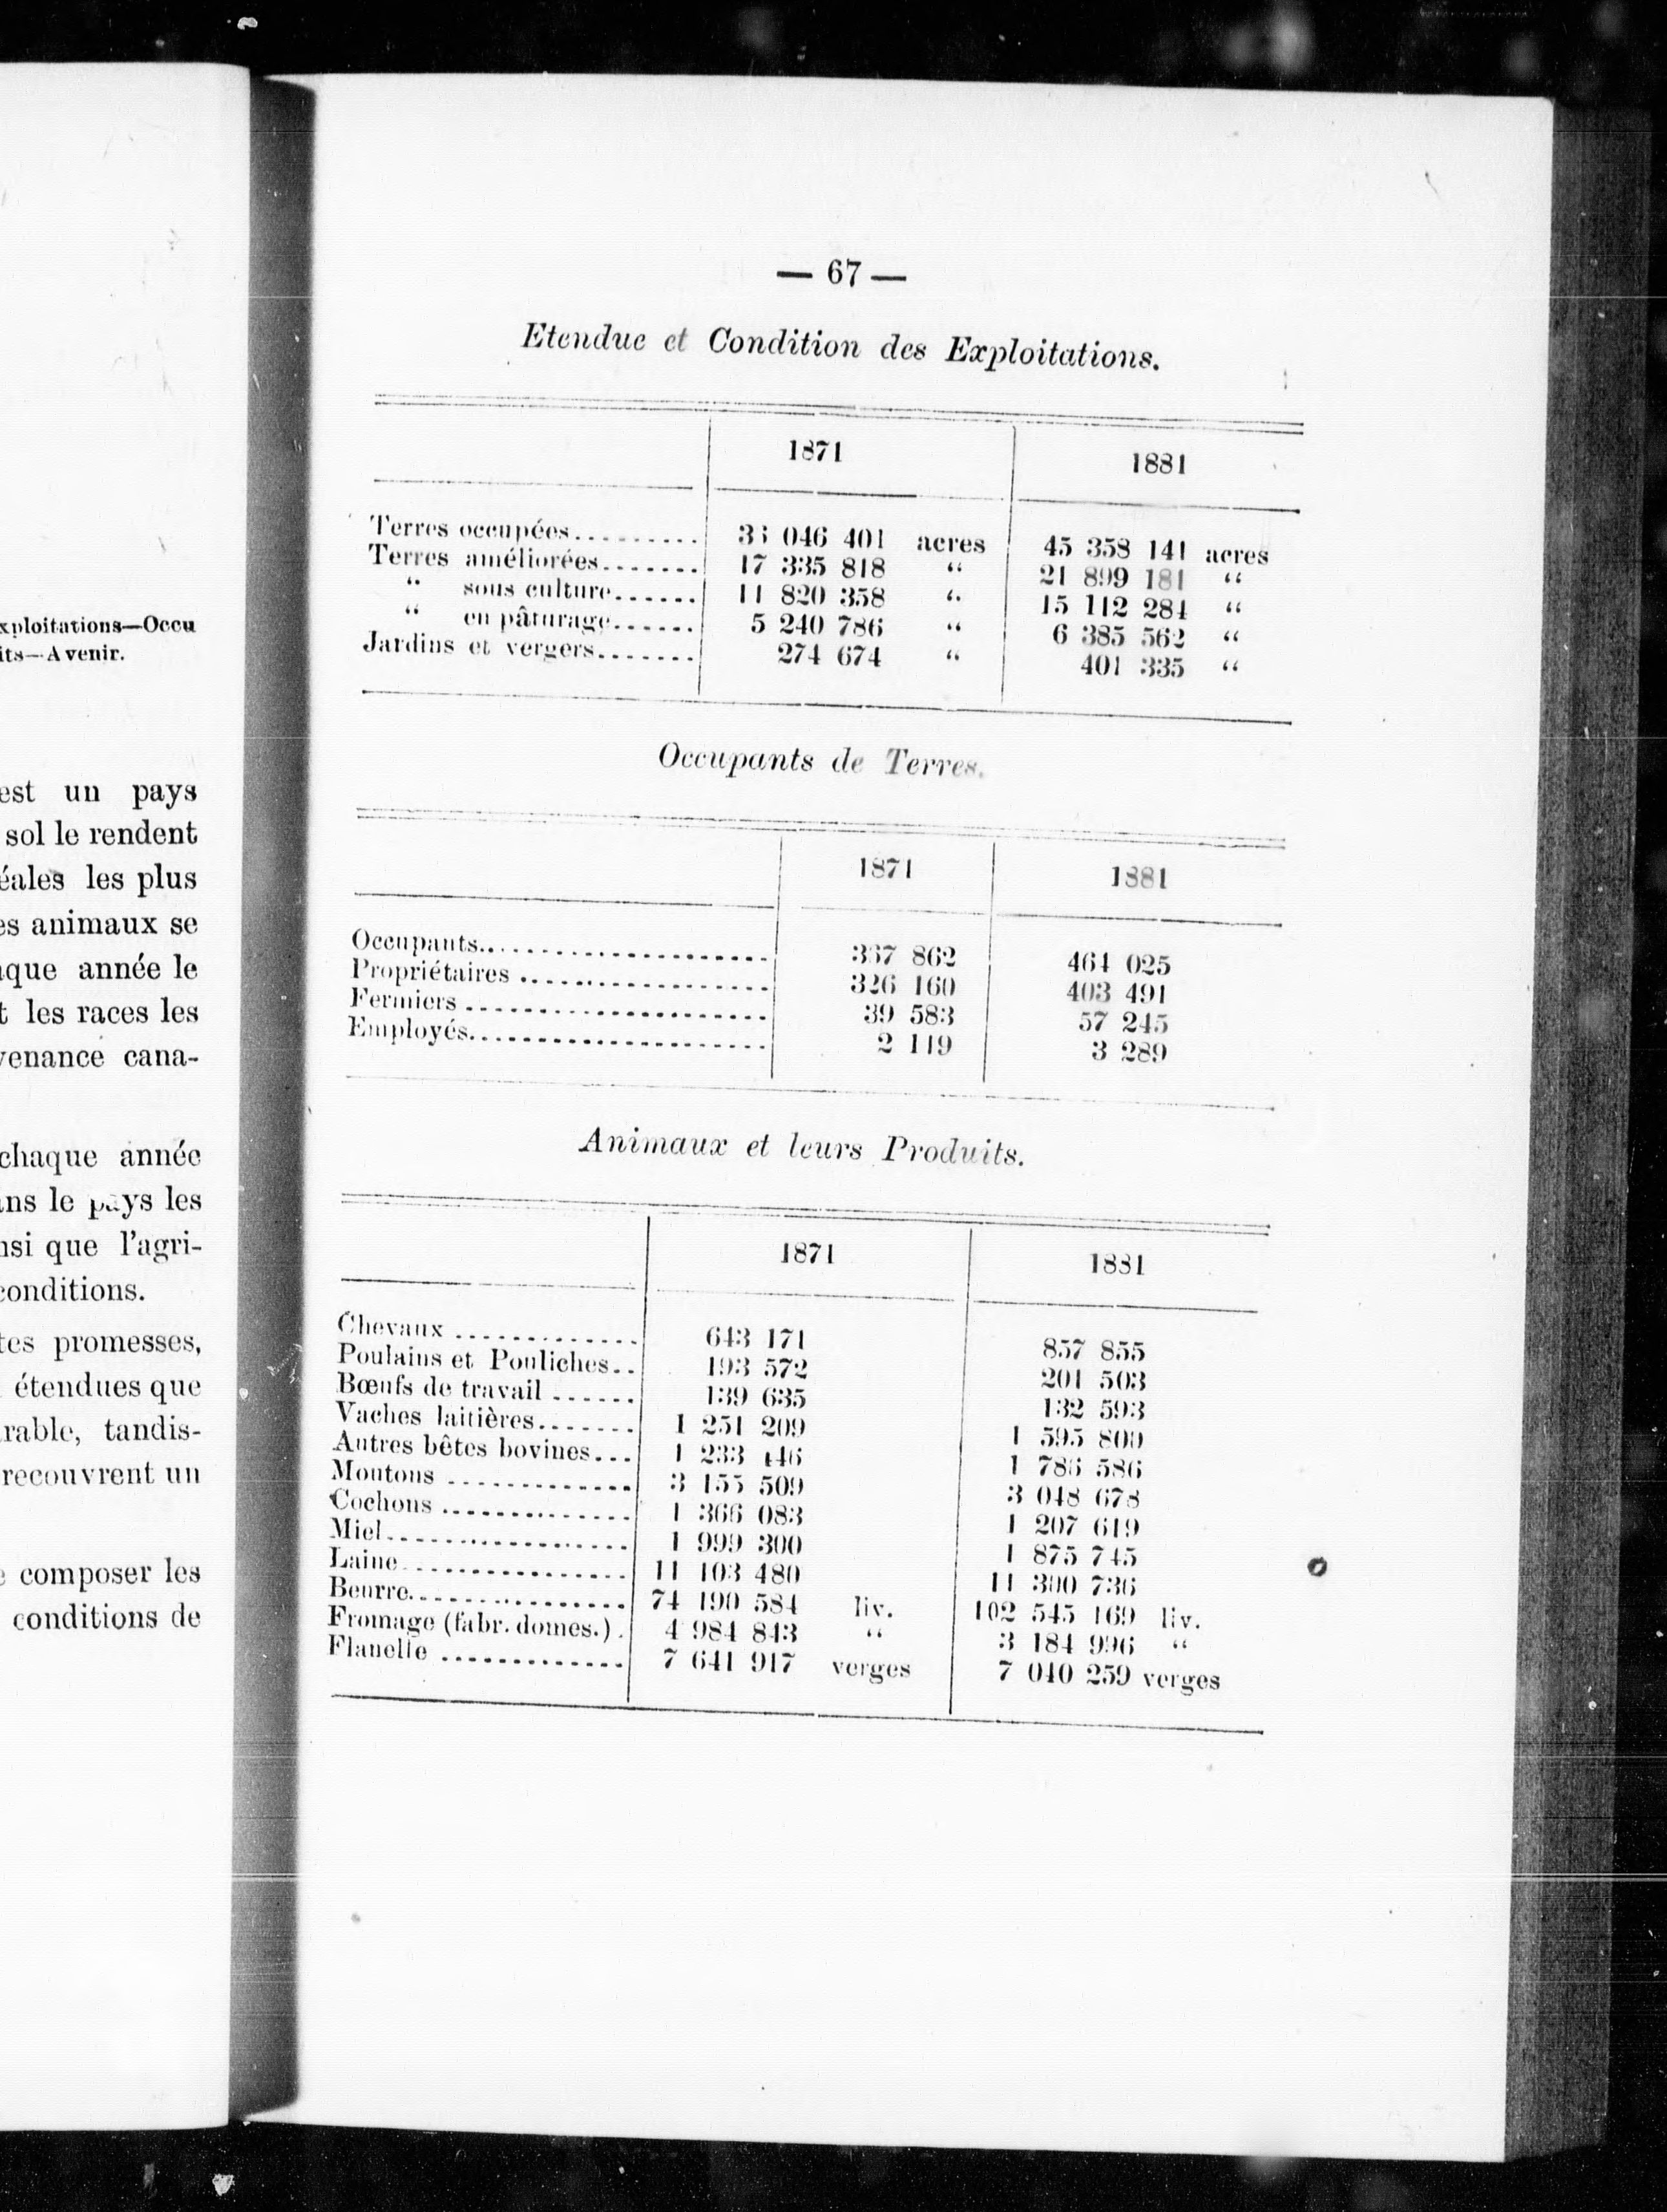 xploitations—Occu
its—Avenir.
est un pays
sol le rendent
éales les plus
es animaux se
aque année le
t les races les
venance cana-
chaque année
ans le pays les
nsi que l'agri-
conditions.
tes promesses,
étendues que
rable, tandis-
recouvrent un
composer les
conditions de
— 67 —
Etendue et Condition des Exploitations.
1871 1881
Terres occupées.......... 046 401 acres 45 358 141 acres
Terres améliorées....... 17 335 818 “ 21 899 181 “
“ sous culture...... 11 820 358 “ 15 112 284 “
“ en pâturage...... 5 240 786 “ 6 385 562 “
Jardins et vergers....... 274 674 “ 401 335 “
Occupants de Terres.
1871 1881
Occupants...................... 367 862 464 025
Propriétaires .................. 326 160 403 491
Fermiers ...................... 39 583 57 245
Employés...................... 2 119 3 289
Animaux et leurs Produits.
1871 1881
Chevaux .............. 643 171 857 855
Poulains et Pouliches.. 193 572 201 503
Bœufs de travail ...... 139 635 132 593
Vaches laitières....... 1 251 209 1 595 800
Autres bêtes bovines... 1 233 446 1 786 586
Moutons .............. 3 155 509 3 048 678
Cochons .............. 1 366 083 1 207 619
Miel.................. 1 999 300 1 875 745
Laine................. 11 103 480 11 300 736
Beurre................ 74 190 584 liv. 102 545 169 liv.
Fromage (fabr. domes.). 4 984 843 “ 3 184 996 “
Flanelle ............. 7 641 917 verges 7 040 259 verges